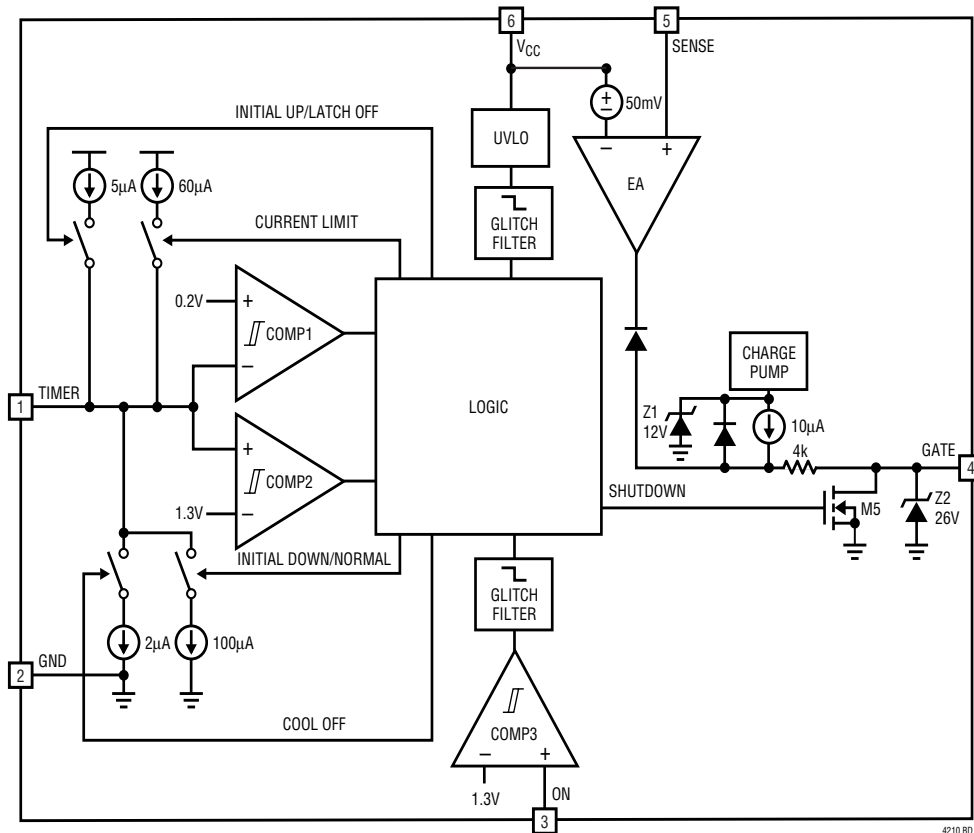 6
5
VCC
SENSE
+
−
50mV
INITIAL UP/LATCH OFF
UVLO
−
+
EA
5µA
60µA
GLITCH
FILTER
CURRENT LIMIT
0.2V
+
COMP1
−
CHARGE
PUMP
1
TIMER
LOGIC
Z1
12V
10µA
4k
GATE
4
+
COMP2
SHUTDOWN
M5
Z2
26V
1.3V
−
INITIAL DOWN/NORMAL
GLITCH
FILTER
2µA
100µA
2
GND
COOL OFF
COMP3
−
+
1.3V
ON
3
4210 BD